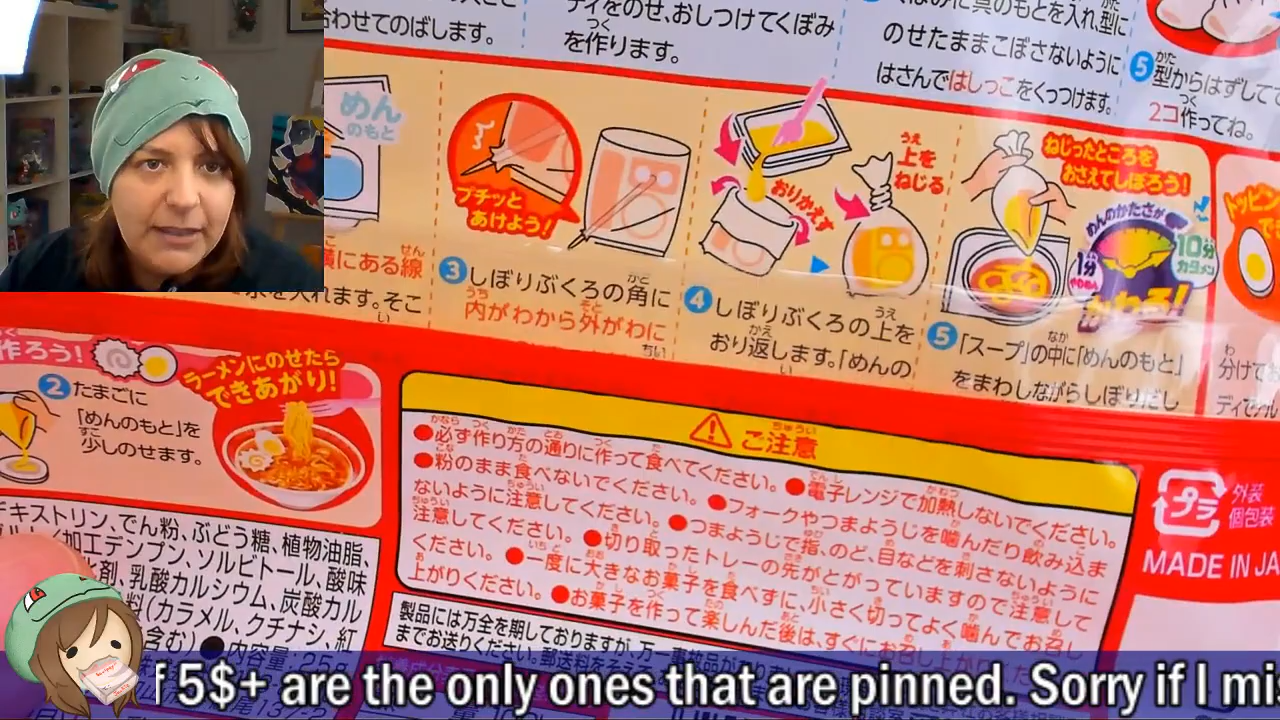 わせてのばします。
ティをのせ、おしつけてくぼみ
を作ります。
のもとを入れ、型に
のせたままこぼさないように
はさんではしっこをくっつけます。
5 型からはずして
2コ作ってね。
めん
のもと
横にある線
を入れます。そこ
プチッと
あけよう!
3 しぼりぶくろの角に
内がわから外がわに
おりかえす
上を
ねじる
4 しぼりぶくろの上を
おり返します。「めんの
ねじったところを
おさえてしぼろう!
めんのかたさが
1分
やわめん
10分
カタメン
かわる!
5 「スープ」の中に「めんのもと」
をまわしながらしぼりだし
トッピン
分けてお
作ろう!
2 たまごに
「めんのもと」を
少しのせます。
ラーメンにのせたら
できあがり!
ご注意
●必ず作り方の通りに作って食べてください。●電子レンジで加熱しないでください。
●粉のまま食べないでください。●フォークやつまようじを噛んだり飲み込ま
ないように注意してください。●つまようじで指、のど、目などを刺さないように
注意してください。●切り取ったトレーの先がとがっていますので注意して
ください。●一度に大きなお菓子を食べずに、小さく切ってよく噛んでお召し
上がりください。●お菓子を作って楽しんだ後は、すぐにお召し上がり
プラ
外装
個包装
MADE IN JA
キストリン、でん粉、ぶどう糖、植物油脂、
/加工デンプン、ソルビトール、酸味
剤、乳酸カルシウム、炭酸カル
料(カラメル、クチナシ、紅
含む) ●内容量:25g
製品には万全を期しておりますが、万一
までお送りください。郵送料をそえて
f 5$+ are the only ones that are pinned. Sorry if I mis